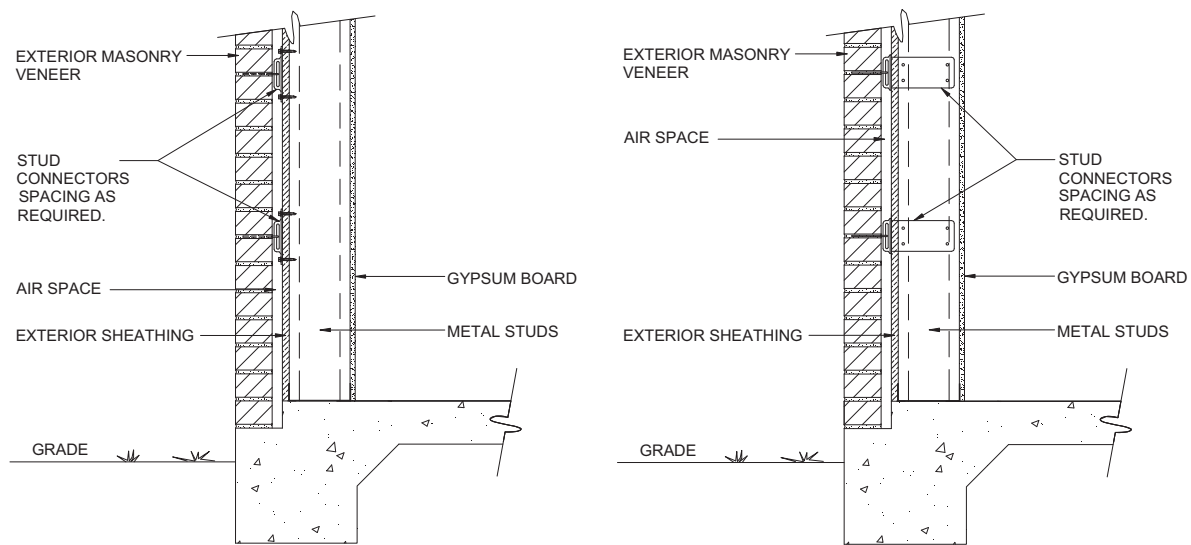 EXTERIOR MASONRY
VENEER
STUD
CONNECTORS
SPACING AS
REQUIRED.
AIR SPACE
EXTERIOR SHEATHING
GYPSUM BOARD
METAL STUDS
GRADE
EXTERIOR MASONRY
VENEER
AIR SPACE
STUD
CONNECTORS
SPACING AS
REQUIRED.
GYPSUM BOARD
EXTERIOR SHEATHING
METAL STUDS
GRADE